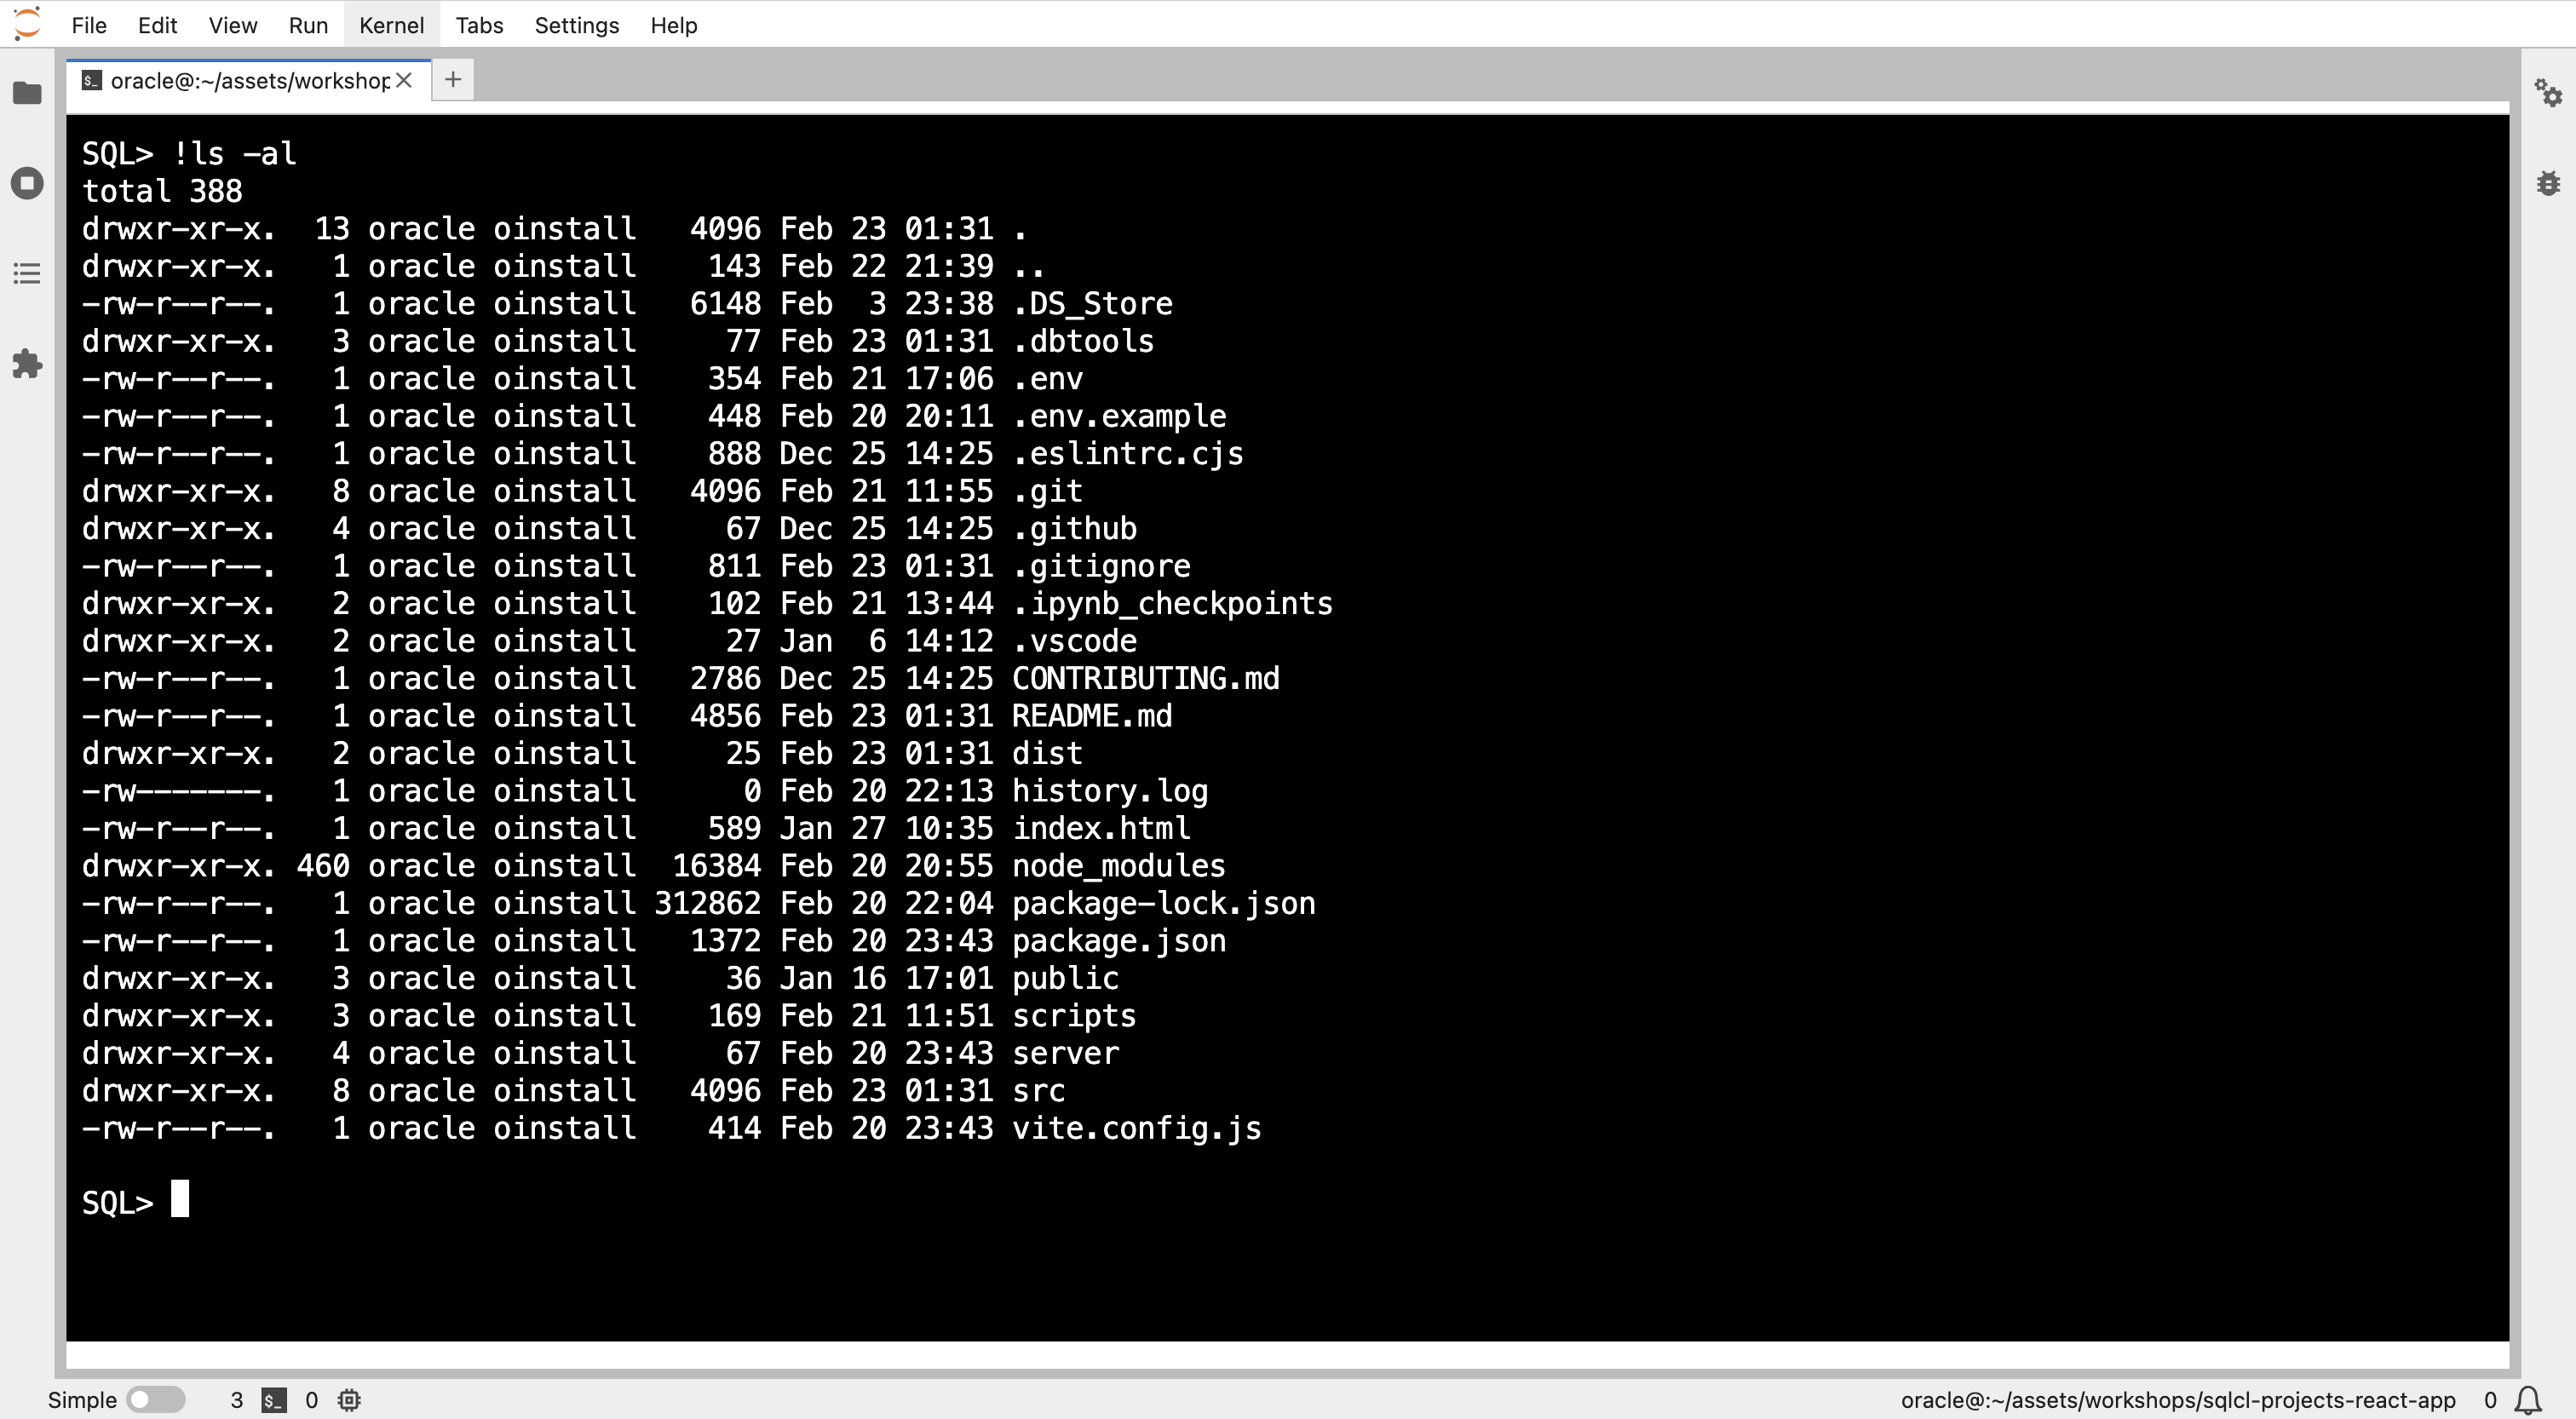 File Edit View Run Kernel Tabs Settings Help
oracle@:~/assets/workshop
SQL> !ls -al
total 388
drwxr-xr-x.  13 oracle oinstall   4096 Feb 23 01:31 .
drwxr-xr-x.   1 oracle oinstall    143 Feb 22 21:39 ..
-rw-r--r--.   1 oracle oinstall   6148 Feb  3 23:38 .DS_Store
drwxr-xr-x.   3 oracle oinstall     77 Feb 23 01:31 .dbtools
-rw-r--r--.   1 oracle oinstall    354 Feb 21 17:06 .env
-rw-r--r--.   1 oracle oinstall    448 Feb 20 20:11 .env.example
-rw-r--r--.   1 oracle oinstall    888 Dec 25 14:25 .eslintrc.cjs
drwxr-xr-x.   8 oracle oinstall   4096 Feb 21 11:55 .git
drwxr-xr-x.   4 oracle oinstall     67 Dec 25 14:25 .github
-rw-r--r--.   1 oracle oinstall    811 Feb 23 01:31 .gitignore
drwxr-xr-x.   2 oracle oinstall    102 Feb 21 13:44 .ipynb_checkpoints
drwxr-xr-x.   2 oracle oinstall     27 Jan  6 14:12 .vscode
-rw-r--r--.   1 oracle oinstall   2786 Dec 25 14:25 CONTRIBUTING.md
-rw-r--r--.   1 oracle oinstall   4856 Feb 23 01:31 README.md
drwxr-xr-x.   2 oracle oinstall     25 Feb 23 01:31 dist
-rw-------.   1 oracle oinstall      0 Feb 20 22:13 history.log
-rw-r--r--.   1 oracle oinstall    589 Jan 27 10:35 index.html
drwxr-xr-x. 460 oracle oinstall  16384 Feb 20 20:55 node_modules
-rw-r--r--.   1 oracle oinstall 312862 Feb 20 22:04 package-lock.json
-rw-r--r--.   1 oracle oinstall   1372 Feb 20 23:43 package.json
drwxr-xr-x.   3 oracle oinstall     36 Jan 16 17:01 public
drwxr-xr-x.   3 oracle oinstall    169 Feb 21 11:51 scripts
drwxr-xr-x.   4 oracle oinstall     67 Feb 20 23:43 server
drwxr-xr-x.   8 oracle oinstall   4096 Feb 23 01:31 src
-rw-r--r--.   1 oracle oinstall    414 Feb 20 23:43 vite.config.js
SQL>
Simple 3 0 oracle@:~/assets/workshops/sqlcl-projects-react-app 0